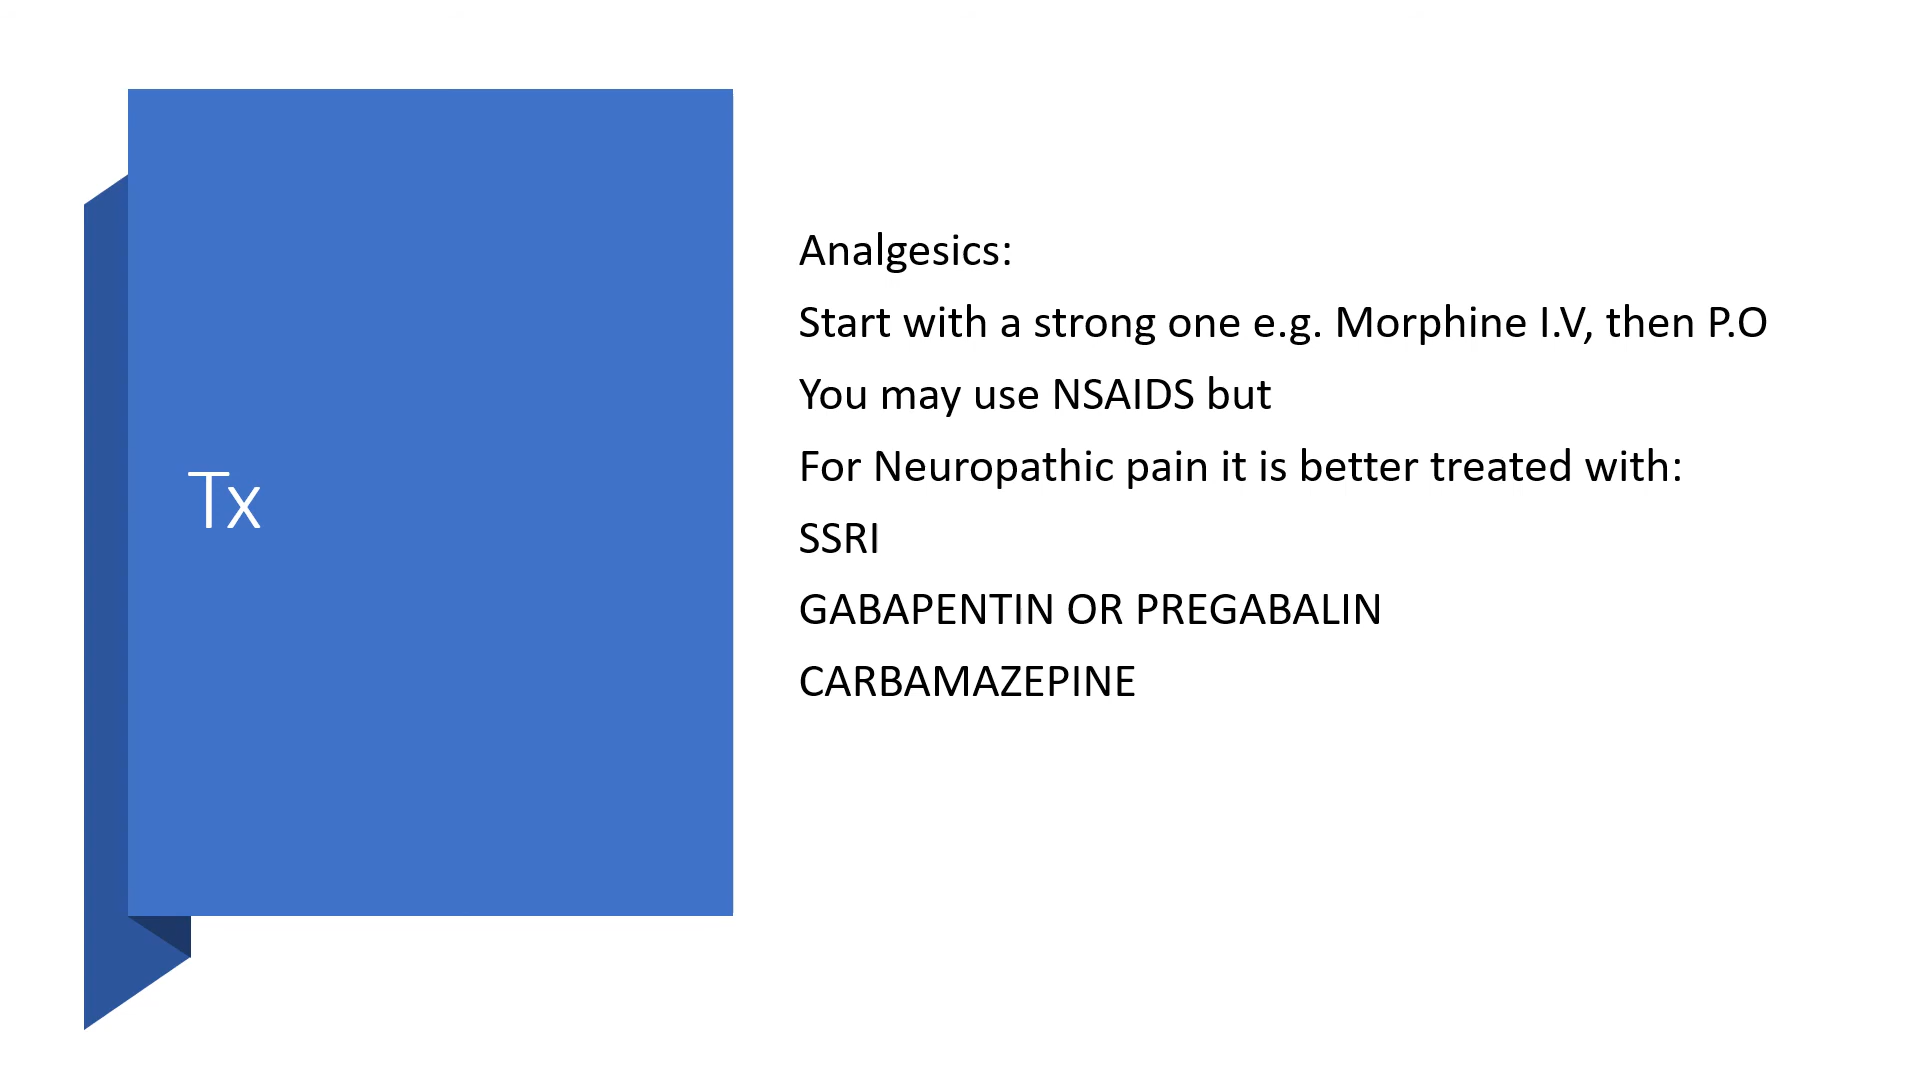 Tx
Analgesics:
Start with a strong one e.g. Morphine I.V, then P.O
You may use NSAIDS but
For Neuropathic pain it is better treated with:
SSRI
GABAPENTIN OR PREGABALIN
CARBAMAZEPINE